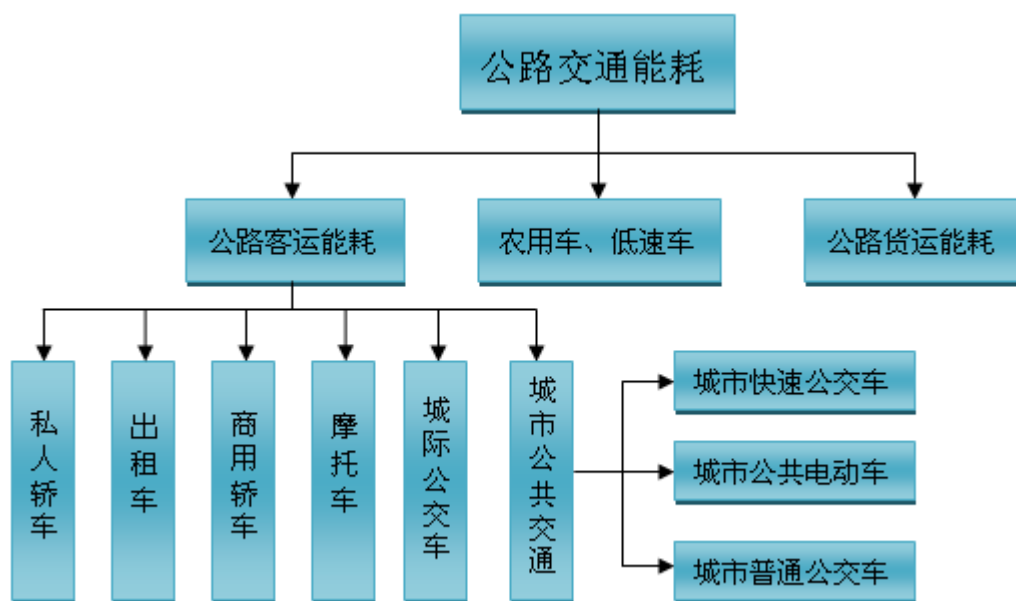 公路交通能耗
公路客运能耗
农用车、低速车
公路货运能耗
私人轿车
出租车
商用轿车
摩托车
城际公交车
城市公共交通
城市快速公交车
城市公共电动车
城市普通公交车